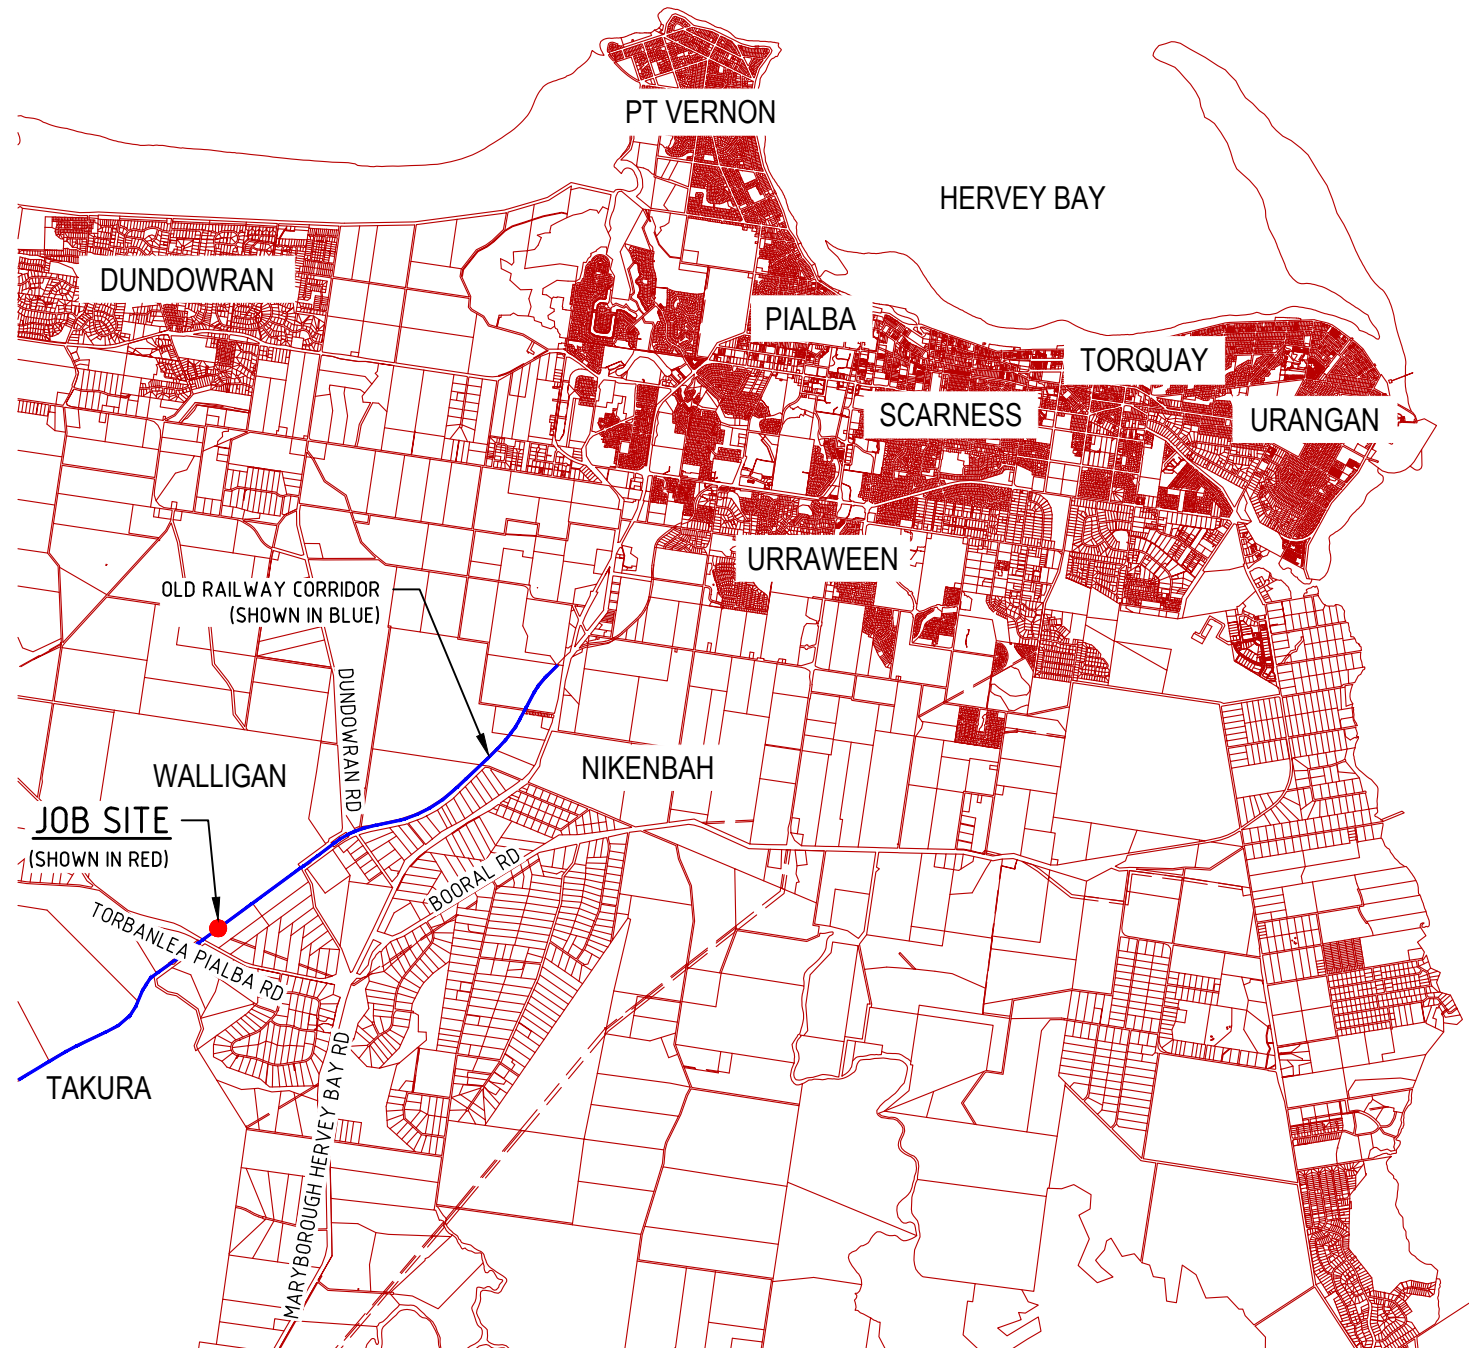 PT VERNON
HERVEY BAY
DUNDOWRAN
PIALBA
TORQUAY
SCARNESS
URANGAN
URRAWEEN
OLD RAILWAY CORRIDOR
(SHOWN IN BLUE)
DUNDOWRAN RD
WALLIGAN
NIKENBAH
JOB SITE
(SHOWN IN RED)
BOORAL RD
TORBANLEA PIALBA RD
TAKURA
MARYBOROUGH HERVEY BAY RD